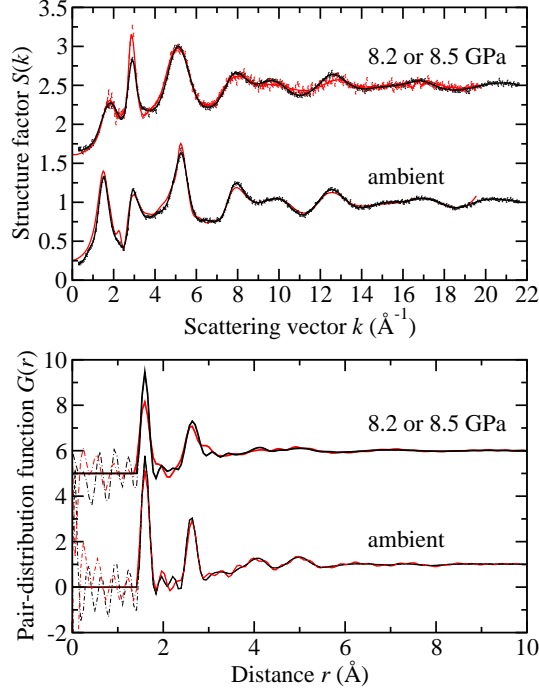 3.5
3
2.5
2
1.5
1
0.5
0
Structure factor S(k)
8.2 or 8.5 GPa
ambient
0 2 4 6 8 10 12 14 16 18 20 22
Scattering vector k (Å⁻¹)
10
8
6
4
2
0
-2
Pair-distribution function G(r)
8.2 or 8.5 GPa
ambient
0 2 4 6 8 10
Distance r (Å)